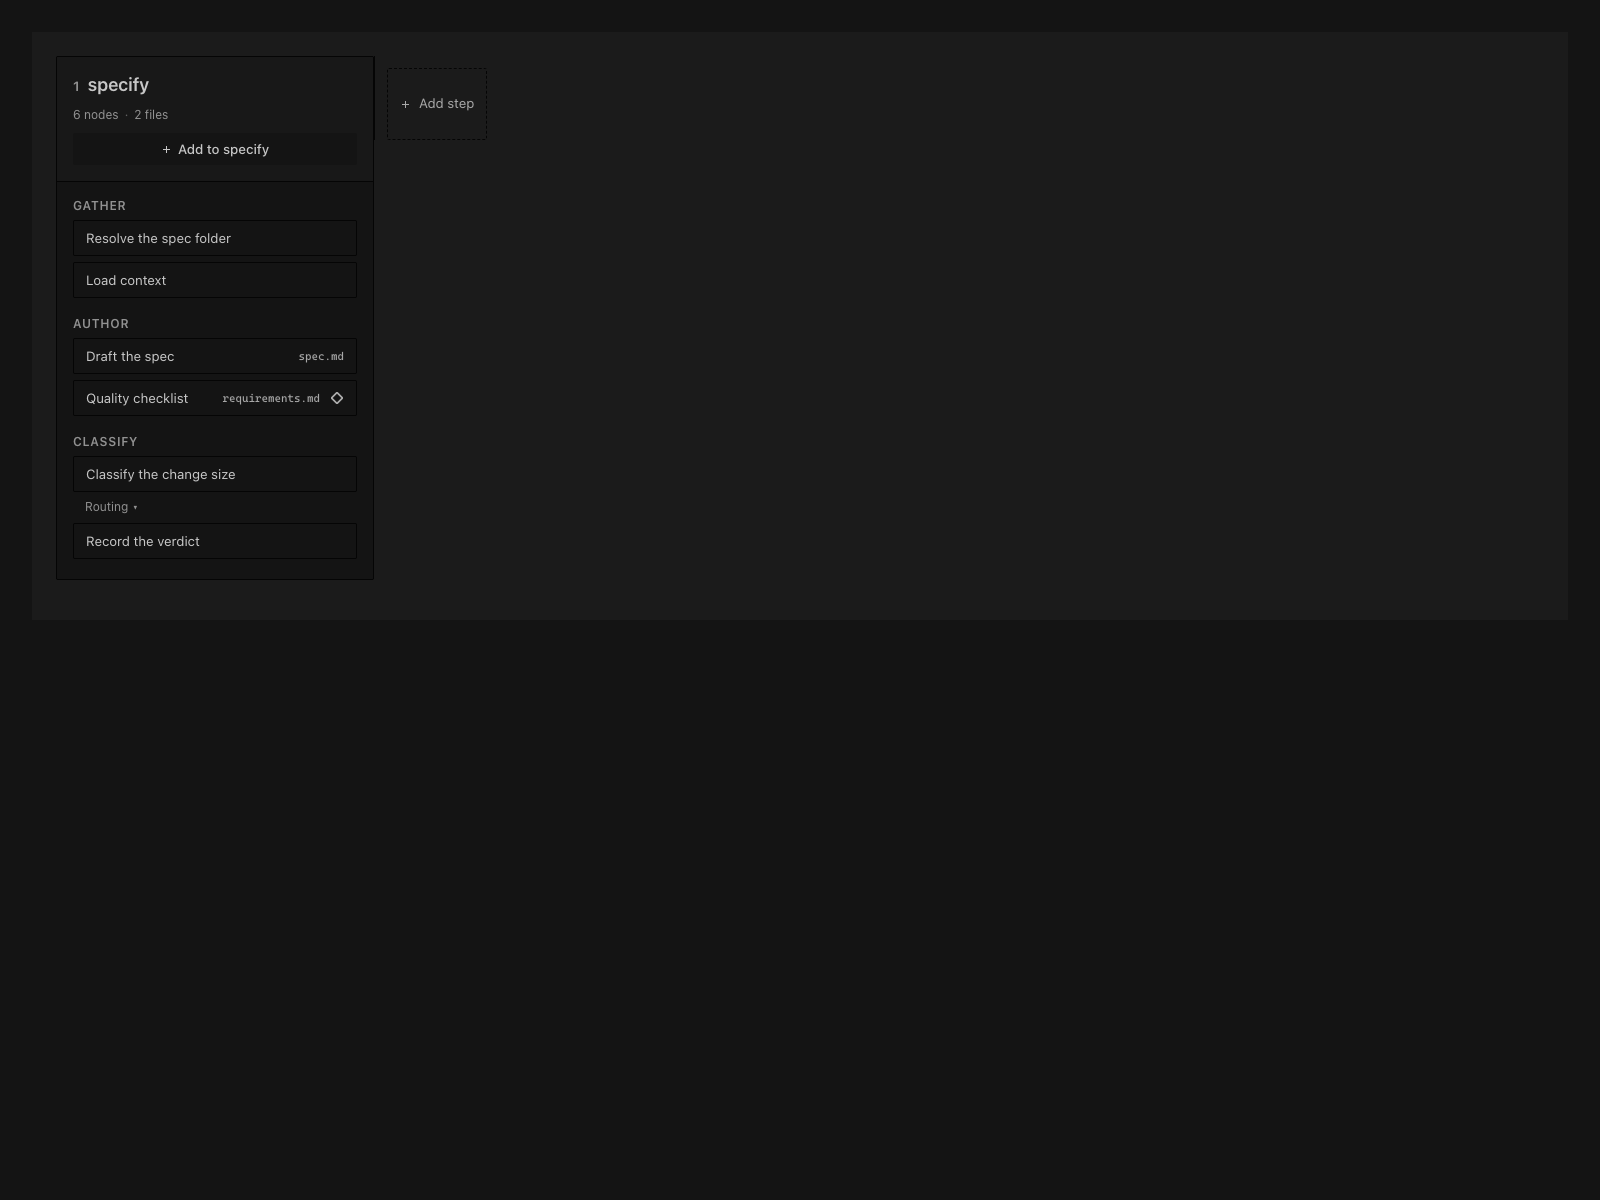 1 specify
6 nodes · 2 files
+ Add to specify
+ Add step
GATHER
Resolve the spec folder
Load context
AUTHOR
Draft the spec spec.md
Quality checklist requirements.md
CLASSIFY
Classify the change size
Routing
Record the verdict